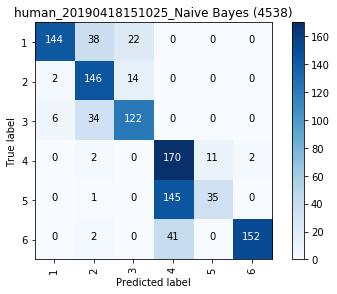 human_20190418151025_Naive Bayes (4538)
1 144 38 22 0 0 0
2 2 146 14 0 0 0
3 6 34 122 0 0 0
4 0 2 0 170 11 2
5 0 1 0 145 35 0
6 0 2 0 41 0 152
1 2 3 4 5 6
True label
Predicted label
160
140
120
100
80
60
40
20
0